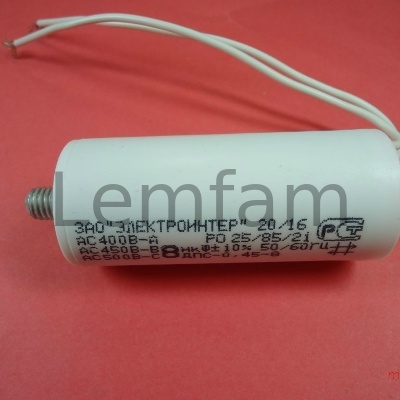 Lemfam
ЗАО"ЭЛЕКТРОИНТЕР" 20/16
АС400В-А РО 25/85/21 РСТ
АС450В-В 8 мкФ±10% 50/60Гц
АС500В-С ДПС-0,45-8